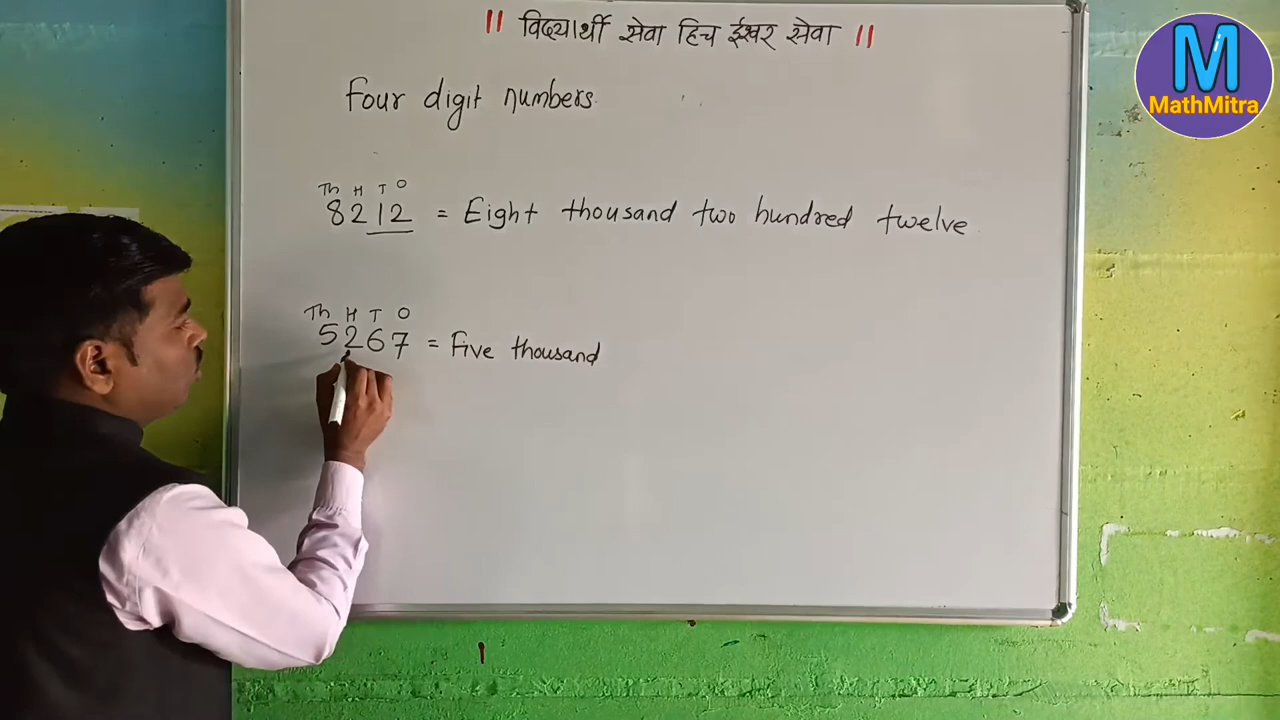 || विद्यार्थी सेवा हिच ईश्वर सेवा ||
M
MathMitra
Four digit numbers.
Th H T O
8212 = Eight thousand two hundred twelve
Th H T O
5267 = Five thousand